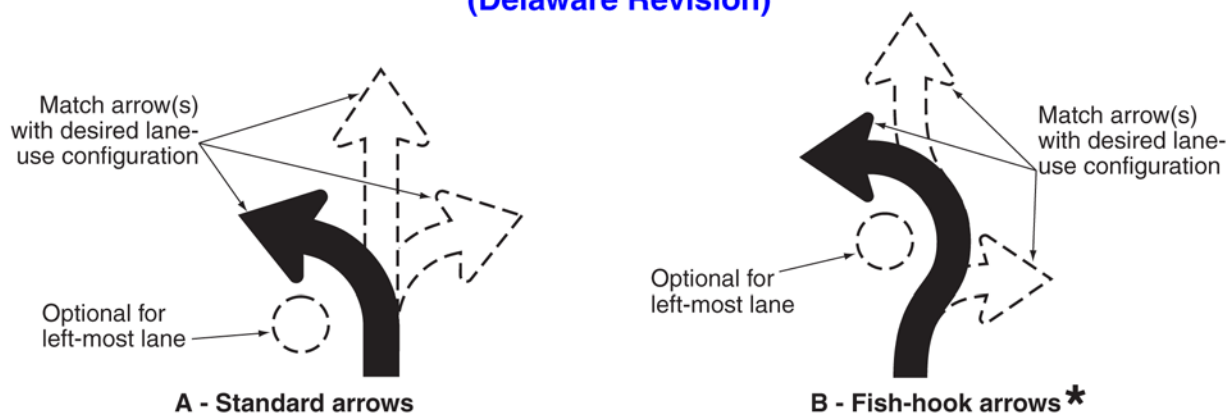 (Delaware Revision)
Match arrow(s)
with desired lane-
use configuration
Optional for
left-most lane
A - Standard arrows
Match arrow(s)
with desired lane-
use configuration
Optional for
left-most lane
B - Fish-hook arrows*